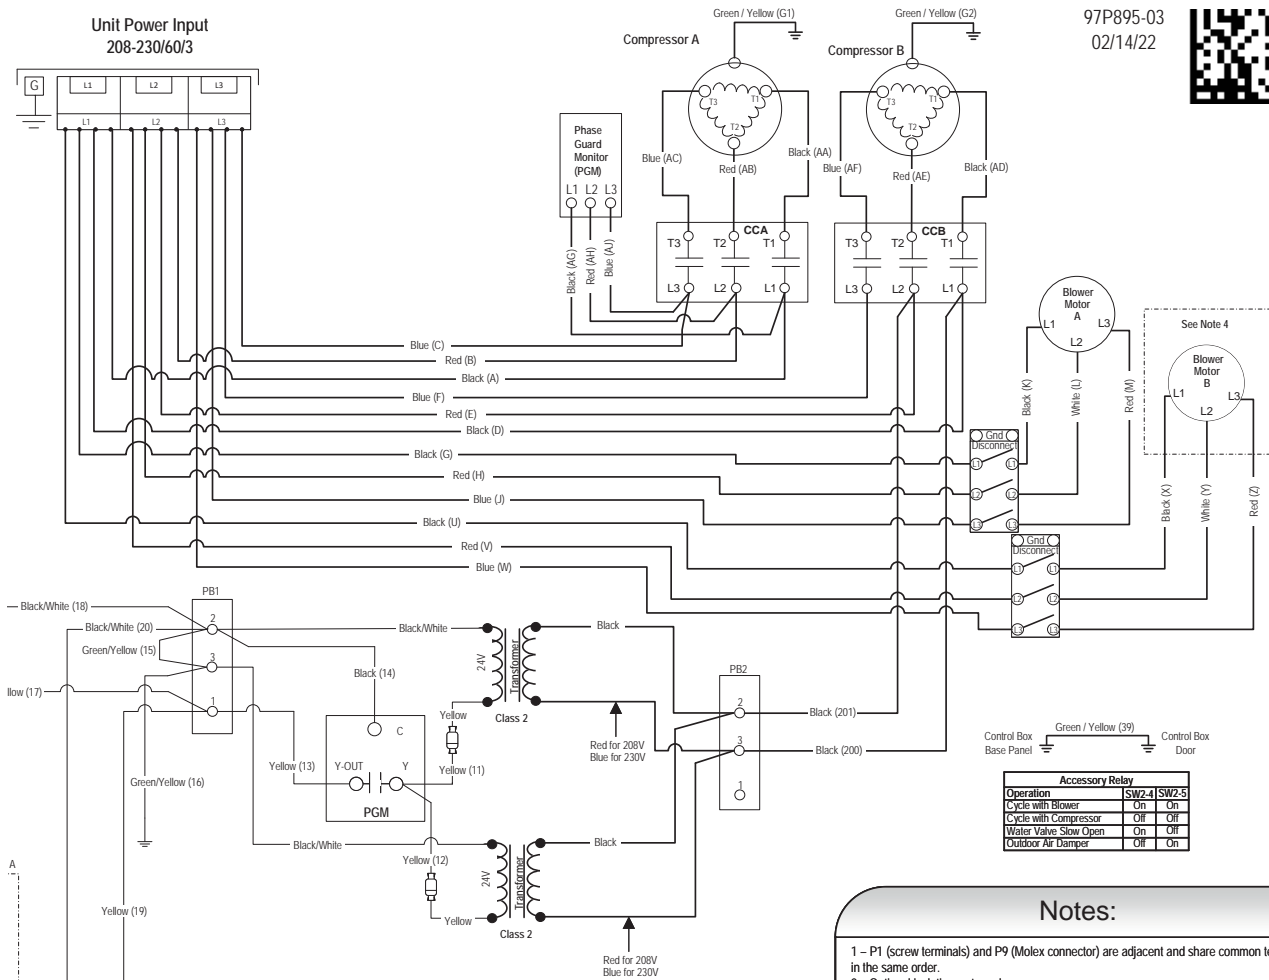 Unit Power Input
208-230/60/3
G
L1
L2
L3
L1
L2
L3
Green / Yellow (G1)
Compressor A
T3
T1
T2
Green / Yellow (G2)
Compressor B
T3
T1
T2
97P895-03
02/14/22
Phase
Guard
Monitor
(PGM)
L1 L2 L3
Blue (AC)
Red (AB)
Black (AA)
Blue (AF)
Red (AE)
Black (AD)
CCA
T3
T2
T1
L3
L2
L1
CCB
T3
T2
T1
L3
L2
L1
Black (AG)
Red (AH)
Blue (AJ)
Blue (C)
Red (B)
Black (A)
Blue (F)
Red (E)
Black (D)
Black (G)
Red (H)
Blue (J)
Black (U)
Red (V)
Blue (W)
Blower
Motor
A
L1
L3
L2
See Note 4
Blower
Motor
B
L1
L3
L2
Black (K)
White (L)
Red (M)
Gnd
Disconnect
L1
L1
L2
L2
L3
L3
Black (X)
White (Y)
Red (Z)
Gnd
Disconnect
L1
L1
L2
L2
L3
L3
PB1
Black/White (18)
2
Black/White (20)
Green/Yellow (15)
3
llow (17)
1
Black/White
24V
Transformer
Class 2
Black
Black (14)
C
Y-OUT
Y
PGM
Yellow
Yellow (11)
Yellow (13)
Green/Yellow (16)
Red for 208V
Blue for 230V
PB2
2
3
1
Black (201)
Black (200)
Black/White
Yellow (12)
Yellow
24V
Transformer
Class 2
Black
Red for 208V
Blue for 230V
A
Yellow (19)
Control Box
Base Panel
Green / Yellow (39)
Control Box
Door
Accessory Relay
Operation SW2-4 SW2-5
Cycle with Blower On On
Cycle with Compressor Off Off
Water Valve Slow Open On Off
Outdoor Air Damper Off On
Notes:
1 – P1 (screw terminals) and P9 (Molex connector) are adjacent and share common te
in the same order.